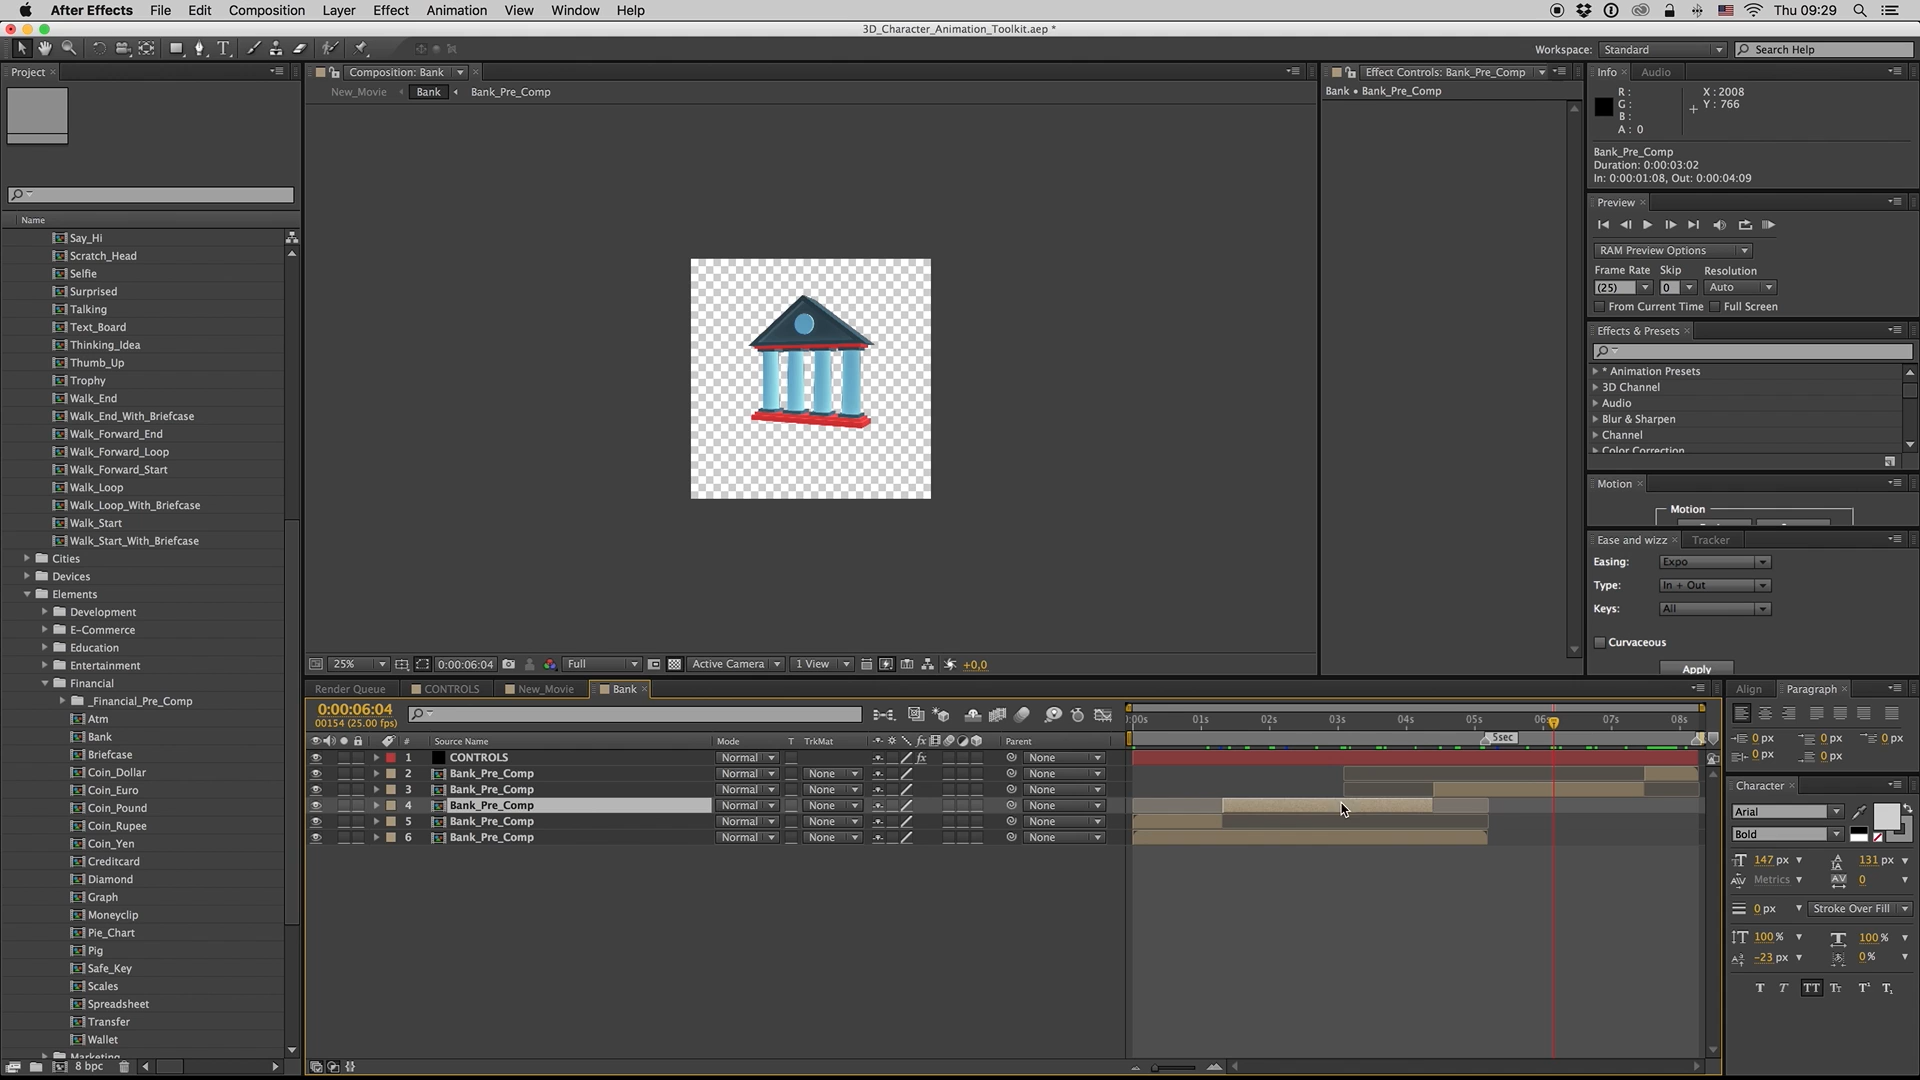 After Effects File Edit Composition Layer Effect Animation View Window Help Thu 09:29
3D_Character_Animation_Toolkit.aep *
Workspace: Standard Search Help
Project
Name
Say_Hi
Scratch_Head
Selfie
Surprised
Talking
Text_Board
Thinking_Idea
Thumb_Up
Trophy
Walk_End
Walk_End_With_Briefcase
Walk_Forward_End
Walk_Forward_Loop
Walk_Forward_Start
Walk_Loop
Walk_Loop_With_Briefcase
Walk_Start
Walk_Start_With_Briefcase
Cities
Devices
Elements
Development
E-Commerce
Education
Entertainment
Financial
_Financial_Pre_Comp
Atm
Bank
Briefcase
Coin_Dollar
Coin_Euro
Coin_Pound
Coin_Rupee
Coin_Yen
Creditcard
Diamond
Graph
Moneyclip
Pie_Chart
Pig
Safe_Key
Scales
Spreadsheet
Transfer
Wallet
Marketing
8 bpc
Composition: Bank
New_Movie Bank Bank_Pre_Comp
25% 0:00:06:04 Full Active Camera 1 View +0,0
Effect Controls: Bank_Pre_Comp
Bank • Bank_Pre_Comp
Info Audio
R : X : 2008
G : Y : 766
B :
A : 0
Bank_Pre_Comp
Duration: 0:00:03:02
In: 0:00:01:08, Out: 0:00:04:09
Preview
RAM Preview Options
Frame Rate Skip Resolution
(25) 0 Auto
From Current Time Full Screen
Effects & Presets
* Animation Presets
3D Channel
Audio
Blur & Sharpen
Channel
Color Correction
Motion
Motion
Ease and wizz Tracker
Easing: Expo
Type: In + Out
Keys: All
Curvaceous
Apply
Render Queue CONTROLS New_Movie Bank
0:00:06:04
00154 (25.00 fps)
# Source Name Mode T TrkMat Parent
1 CONTROLS Normal fx None
2 Bank_Pre_Comp Normal None None
3 Bank_Pre_Comp Normal None None
4 Bank_Pre_Comp Normal None None
5 Bank_Pre_Comp Normal None None
6 Bank_Pre_Comp Normal None None
:00s 01s 02s 03s 04s 05s 06s 07s 08s
5sec
Align Paragraph
0 px 0 px 0 px
0 px 0 px
Character
Arial
Bold
147 px 131 px
Metrics 0
0 px Stroke Over Fill
100 % 100 %
-23 px 0 %
T T TT Tt T¹ T₁